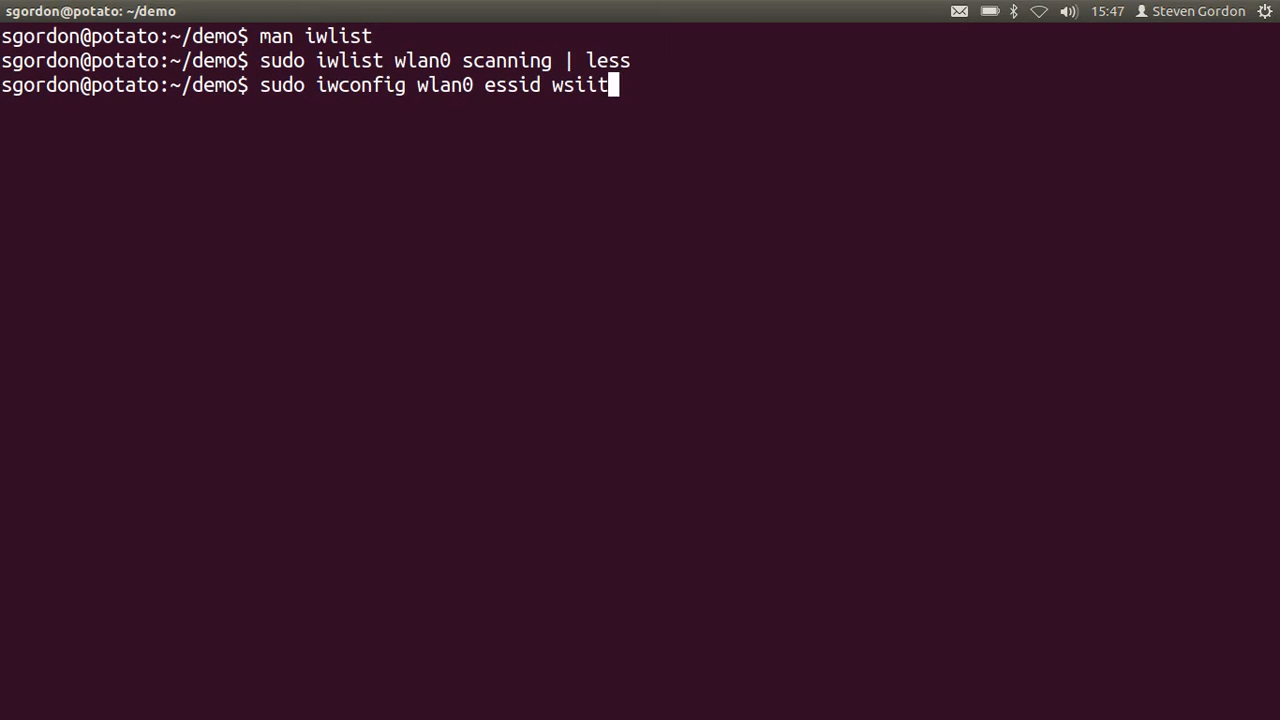 sgordon@potato: ~/demo 15:47 Steven Gordon
sgordon@potato:~/demo$ man iwlist
sgordon@potato:~/demo$ sudo iwlist wlan0 scanning | less
sgordon@potato:~/demo$ sudo iwconfig wlan0 essid wsiit